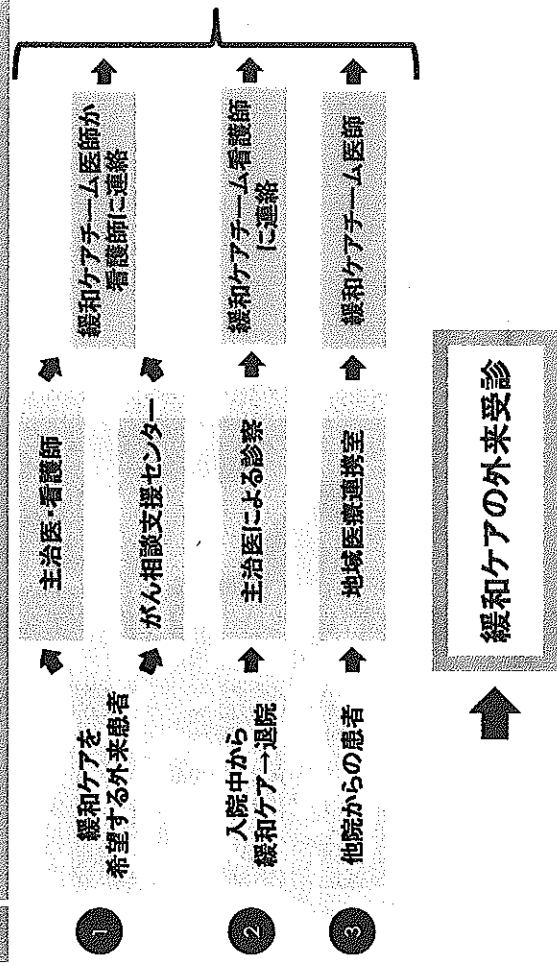 1
緩和ケアを
希望する外来患者
主治医・看護師
がん相談支援センター
緩和ケアチーム医師か
看護師に連絡
2
入院中から
緩和ケア→退院
主治医による診察
緩和ケアチーム看護師
に連絡
3
他院からの患者
地域医療連携室
緩和ケアチーム医師
緩和ケアの外来受診